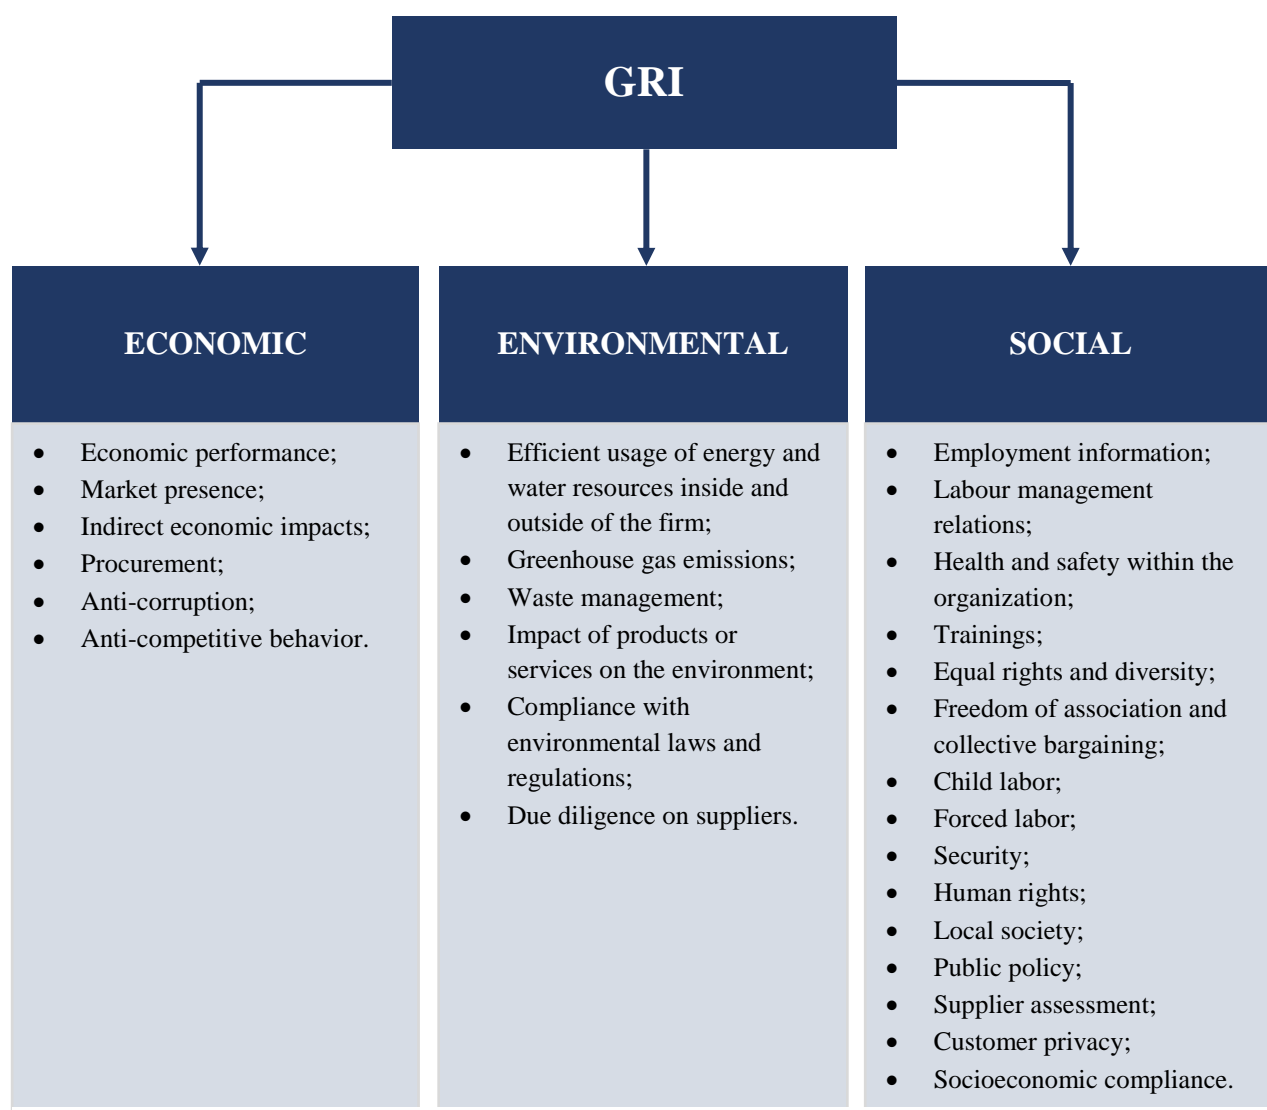 GRI
ECONOMIC
• Economic performance;
• Market presence;
• Indirect economic impacts;
• Procurement;
• Anti-corruption;
• Anti-competitive behavior.
ENVIRONMENTAL
• Efficient usage of energy and
water resources inside and
outside of the firm;
• Greenhouse gas emissions;
• Waste management;
• Impact of products or
services on the environment;
• Compliance with
environmental laws and
regulations;
• Due diligence on suppliers.
SOCIAL
• Employment information;
• Labour management
relations;
• Health and safety within the
organization;
• Trainings;
• Equal rights and diversity;
• Freedom of association and
collective bargaining;
• Child labor;
• Forced labor;
• Security;
• Human rights;
• Local society;
• Public policy;
• Supplier assessment;
• Customer privacy;
• Socioeconomic compliance.